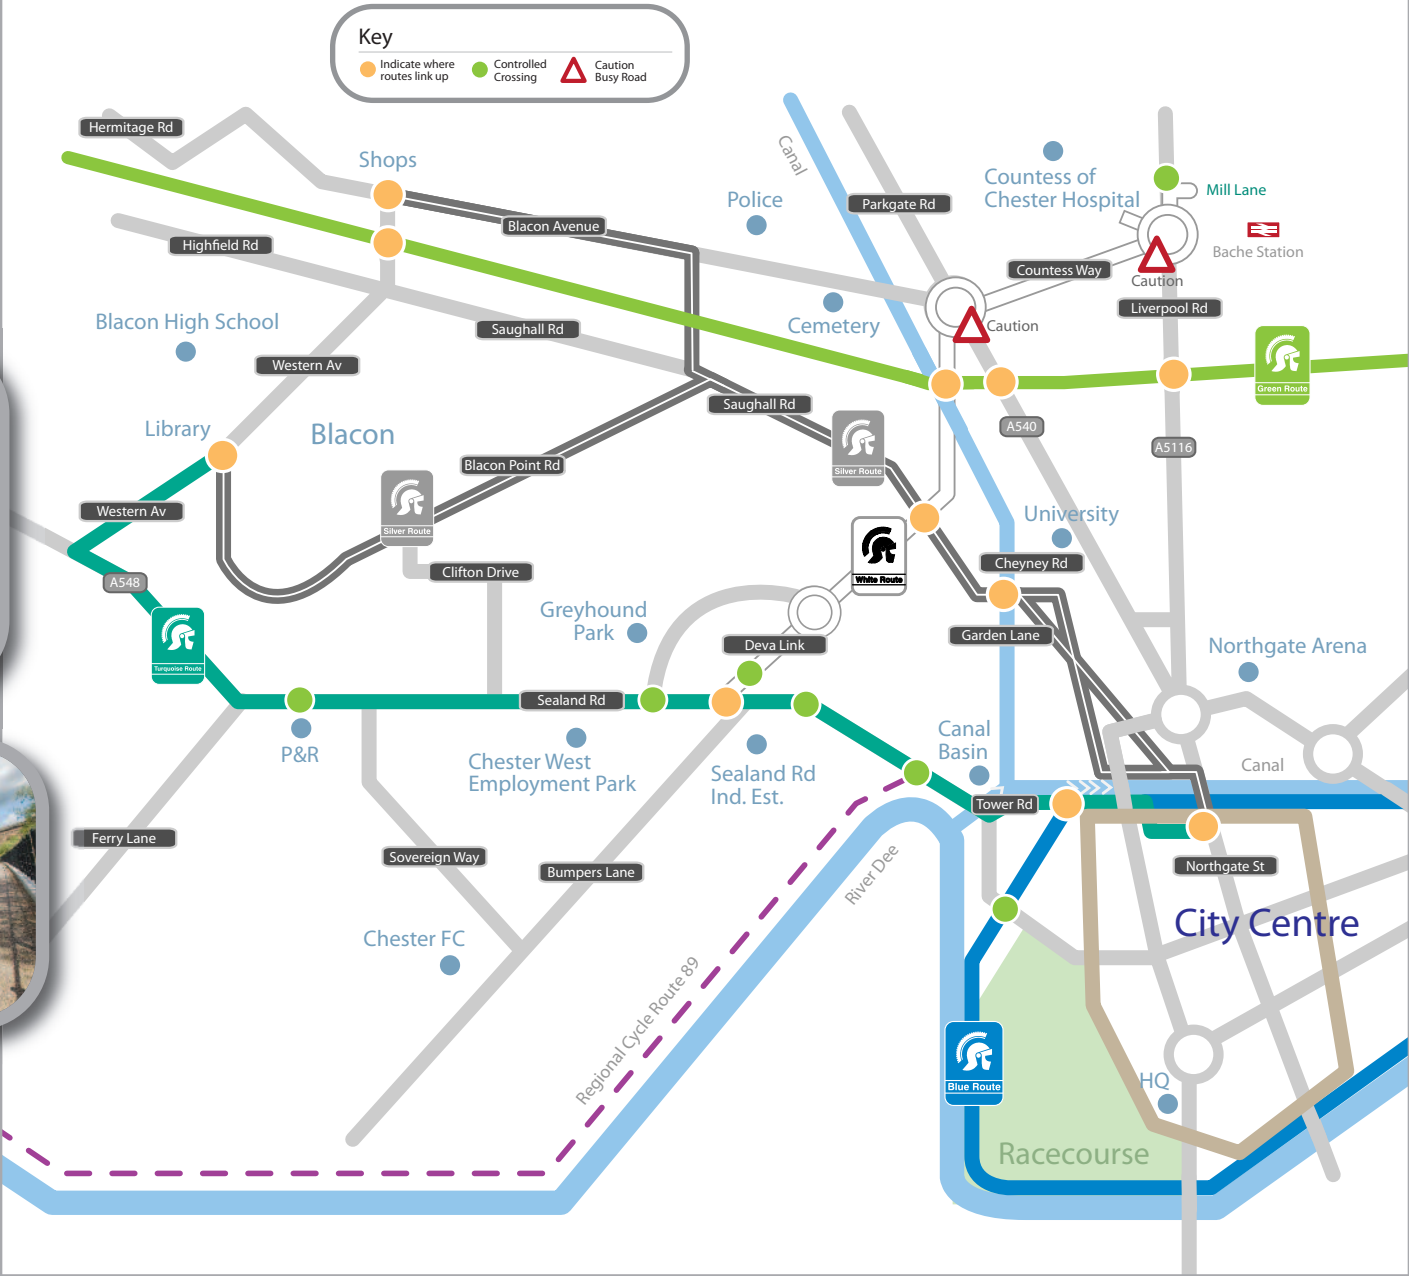 Key
Indicate where
routes link up
Controlled
Crossing
Caution
Busy Road
Hermitage Rd
Shops
Canal
Countess of
Chester Hospital
Mill Lane
Police
Parkgate Rd
Blacon Avenue
Highfield Rd
Bache Station
Countess Way
Caution
Liverpool Rd
Cemetery
Caution
Blacon High School
Saughall Rd
Western Av
Green Route
Saughall Rd
A540
Library
Blacon
A5116
Silver Route
Blacon Point Rd
Western Av
Silver Route
University
White Route
Cheyney Rd
Clifton Drive
A548
Greyhound
Park
Garden Lane
Deva Link
Northgate Arena
Turquoise Route
Sealand Rd
P&R
Chester West
Employment Park
Sealand Rd
Ind. Est.
Canal
Basin
Canal
Tower Rd
Ferry Lane
Sovereign Way
Bumpers Lane
River Dee
Northgate St
City Centre
Chester FC
Regional Cycle Route 89
Blue Route
HQ
Racecourse